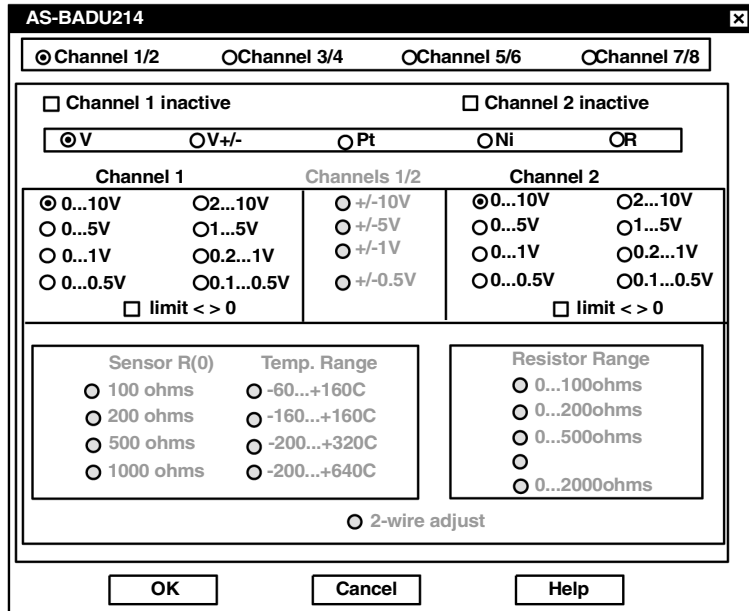 AS-BADU214
Channel 1/2 Channel 3/4 Channel 5/6 Channel 7/8
Channel 1 inactive Channel 2 inactive
V V+/- Pt Ni R
Channel 1 Channels 1/2 Channel 2
0...10V 2...10V +/-10V 0...10V 2...10V
0...5V 1...5V +/-5V 0...5V 1...5V
0...1V 0.2...1V +/-1V 0...1V 0.2...1V
0...0.5V 0.1...0.5V +/-0.5V 0...0.5V 0.1...0.5V
limit < > 0 limit < > 0
Sensor R(0) Temp. Range Resistor Range
100 ohms -60...+160C 0...100ohms
200 ohms -160...+160C 0...200ohms
500 ohms -200...+320C 0...500ohms
1000 ohms -200...+640C
0...2000ohms
2-wire adjust
OK Cancel Help